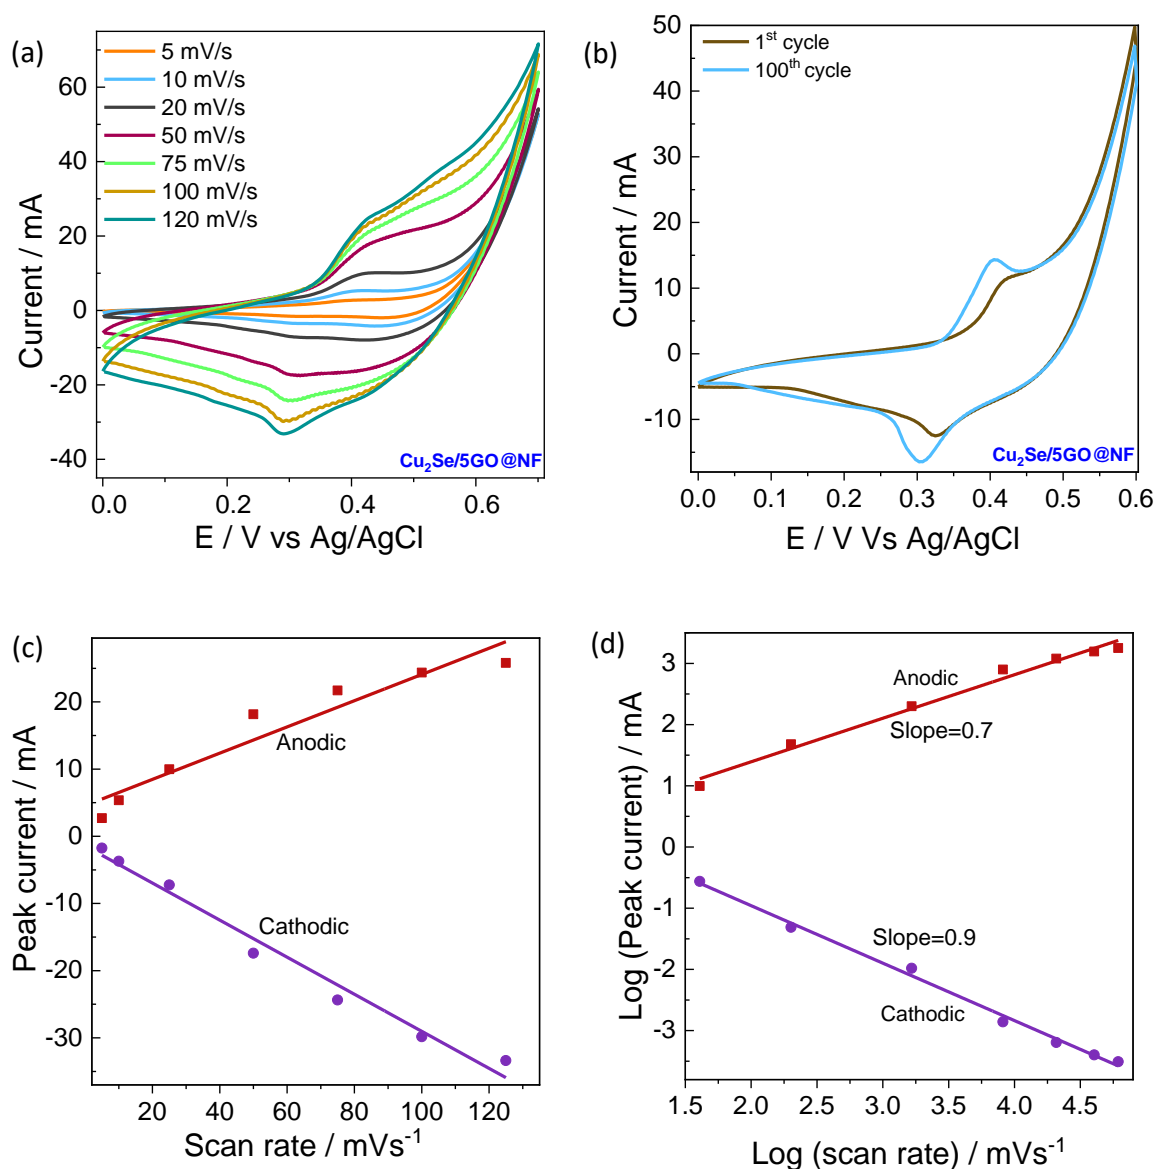 (a)
5 mV/s
10 mV/s
20 mV/s
50 mV/s
75 mV/s
100 mV/s
120 mV/s
60
40
20
0
-20
-40
Current / mA
Cu₂Se/5GO@NF
0.0 0.2 0.4 0.6
E / V vs Ag/AgCl
(b)
1ˢᵗ cycle
100ᵗʰ cycle
50
40
30
20
10
0
-10
Current / mA
Cu₂Se/5GO@NF
0.0 0.1 0.2 0.3 0.4 0.5 0.6
E / V Vs Ag/AgCl
(c)
20
10
0
-10
-20
-30
Peak current / mA
Anodic
Cathodic
20 40 60 80 100 120
Scan rate / mVs⁻¹
(d)
3
2
1
0
-1
-2
-3
Log (Peak current) / mA
Anodic
Slope=0.7
Slope=0.9
Cathodic
1.5 2.0 2.5 3.0 3.5 4.0 4.5
Log (scan rate) / mVs⁻¹